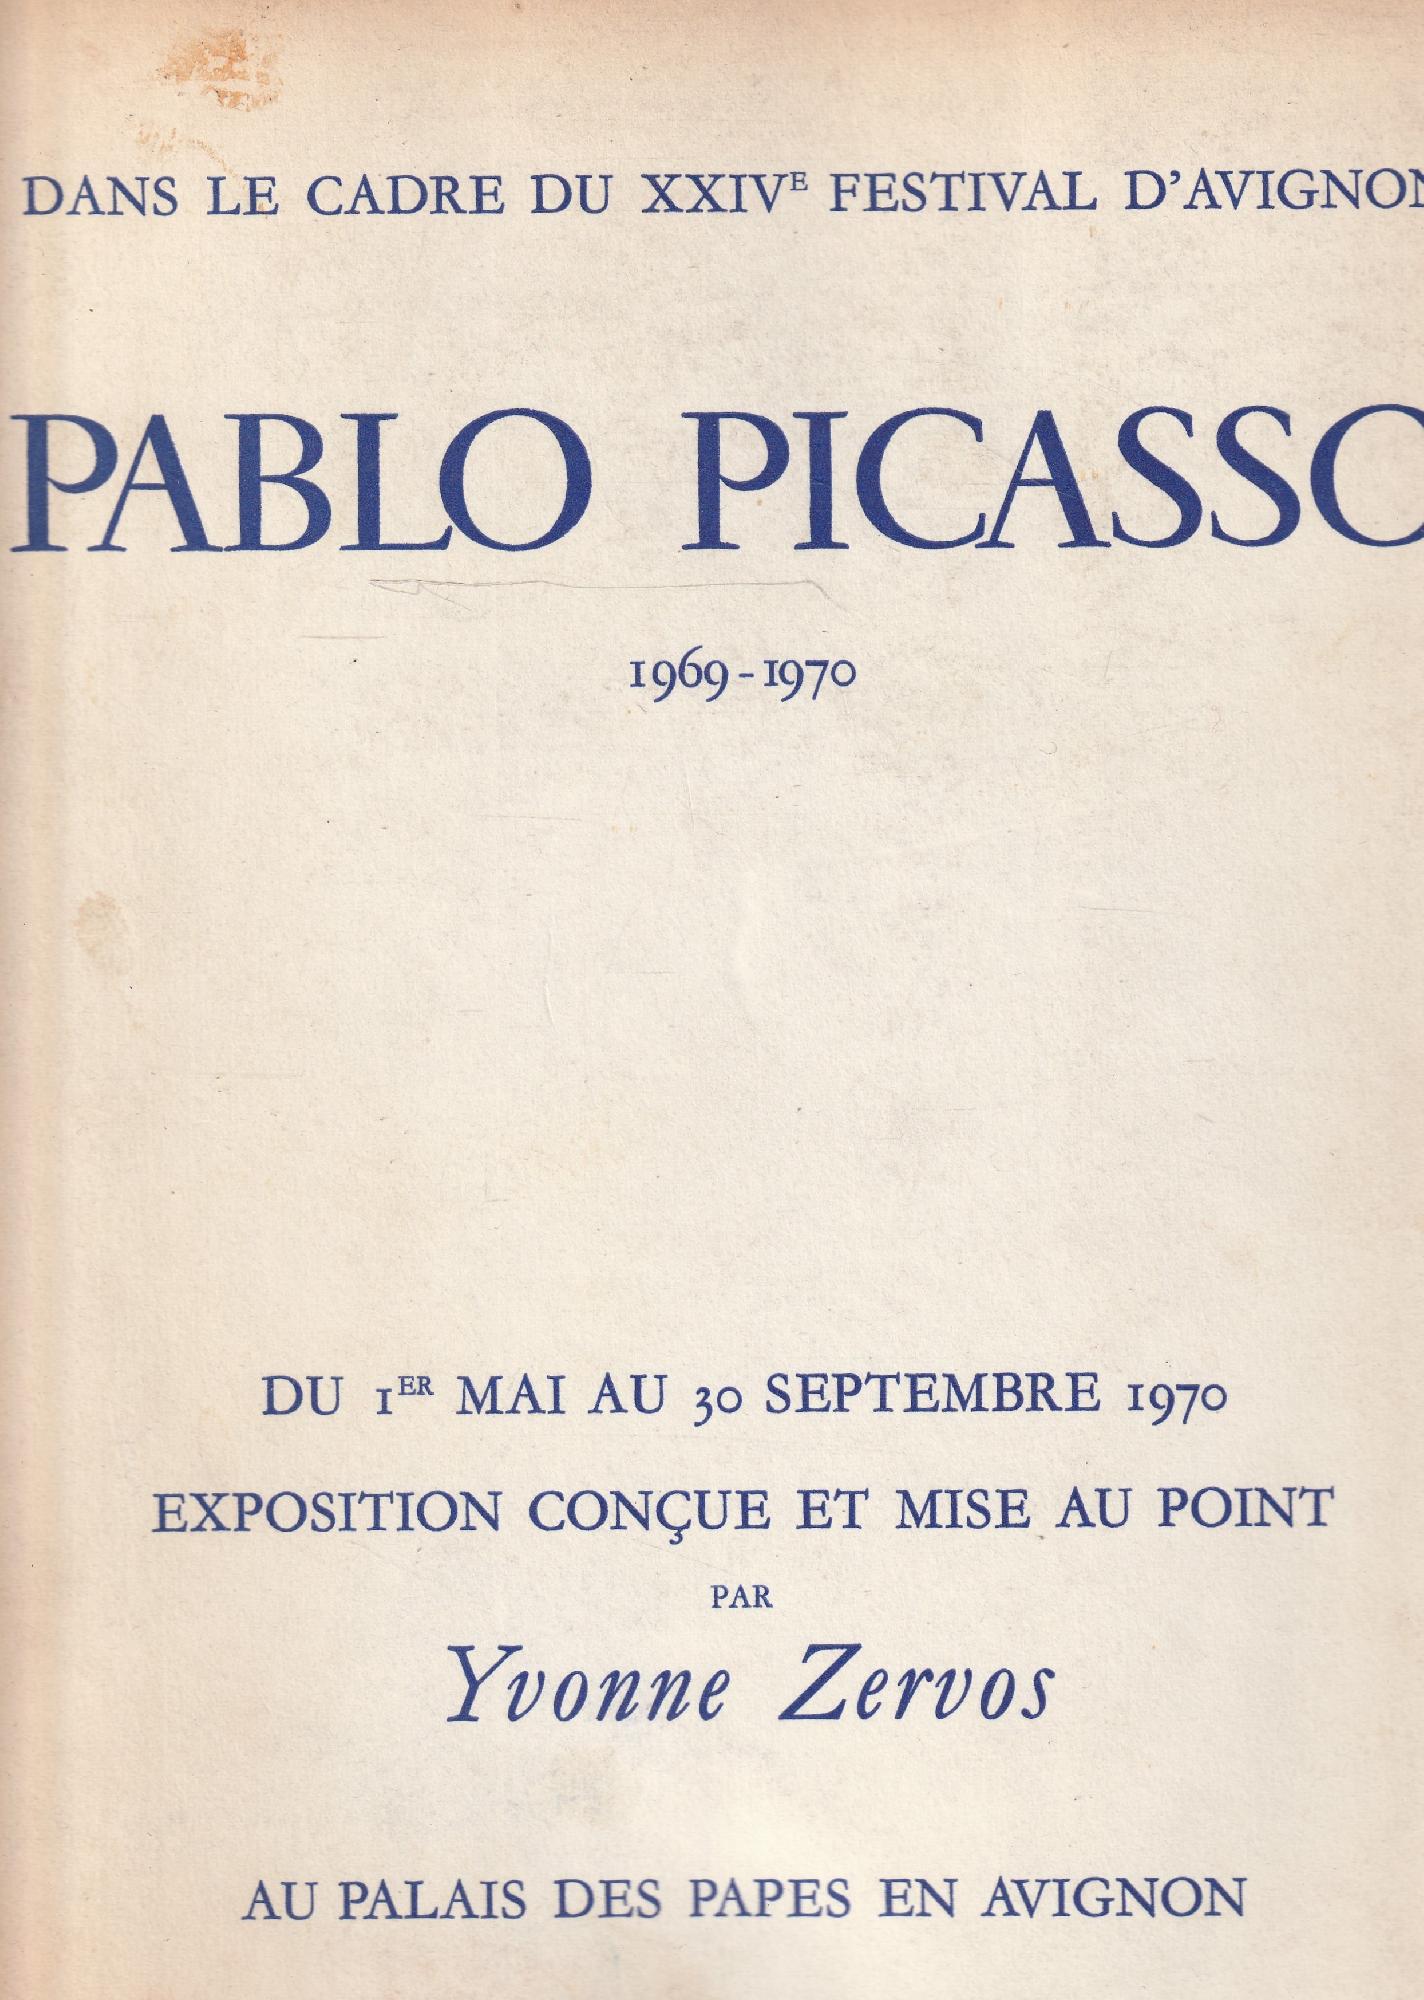 DANS LE CADRE DU XXIVE FESTIVAL D'AVIGNON
PABLO PICASSO
1969-1970
DU 1ER MAI AU 30 SEPTEMBRE 1970
EXPOSITION CONÇUE ET MISE AU POINT
PAR
Yvonne Zervos
AU PALAIS DES PAPES EN AVIGNON